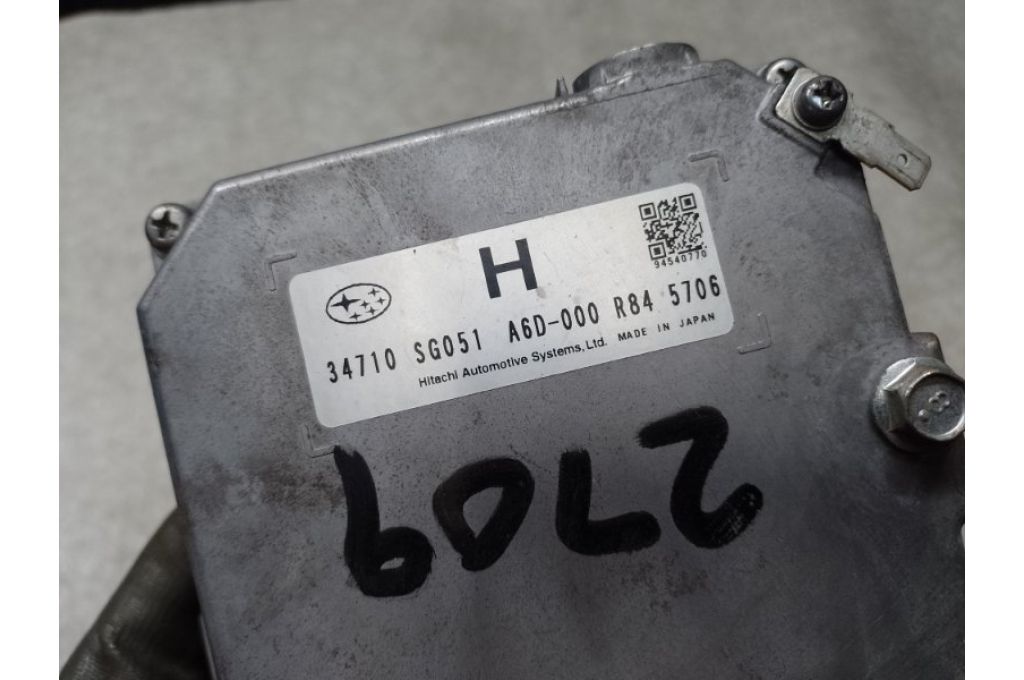 H
94540770
34710 SG051 A6D-000 R84 5706
Hitachi Automotive Systems,Ltd. MADE IN JAPAN
2709